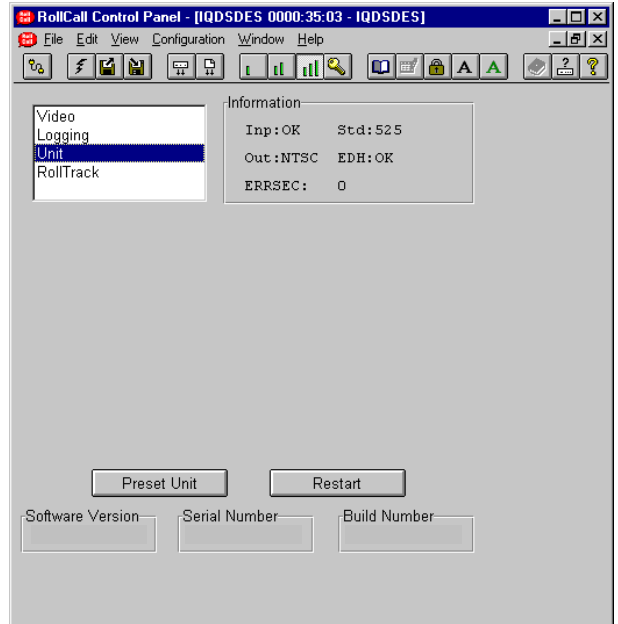 RollCall Control Panel - [IQDSDES 0000:35:03 - IQDSDES]
File Edit View Configuration Window Help
A A ? ?
Video
Logging
Unit
RollTrack
Information
Inp:OK Std:525
Out:NTSC EDH:OK
ERRSEC: 0
Preset Unit Restart
Software Version Serial Number Build Number